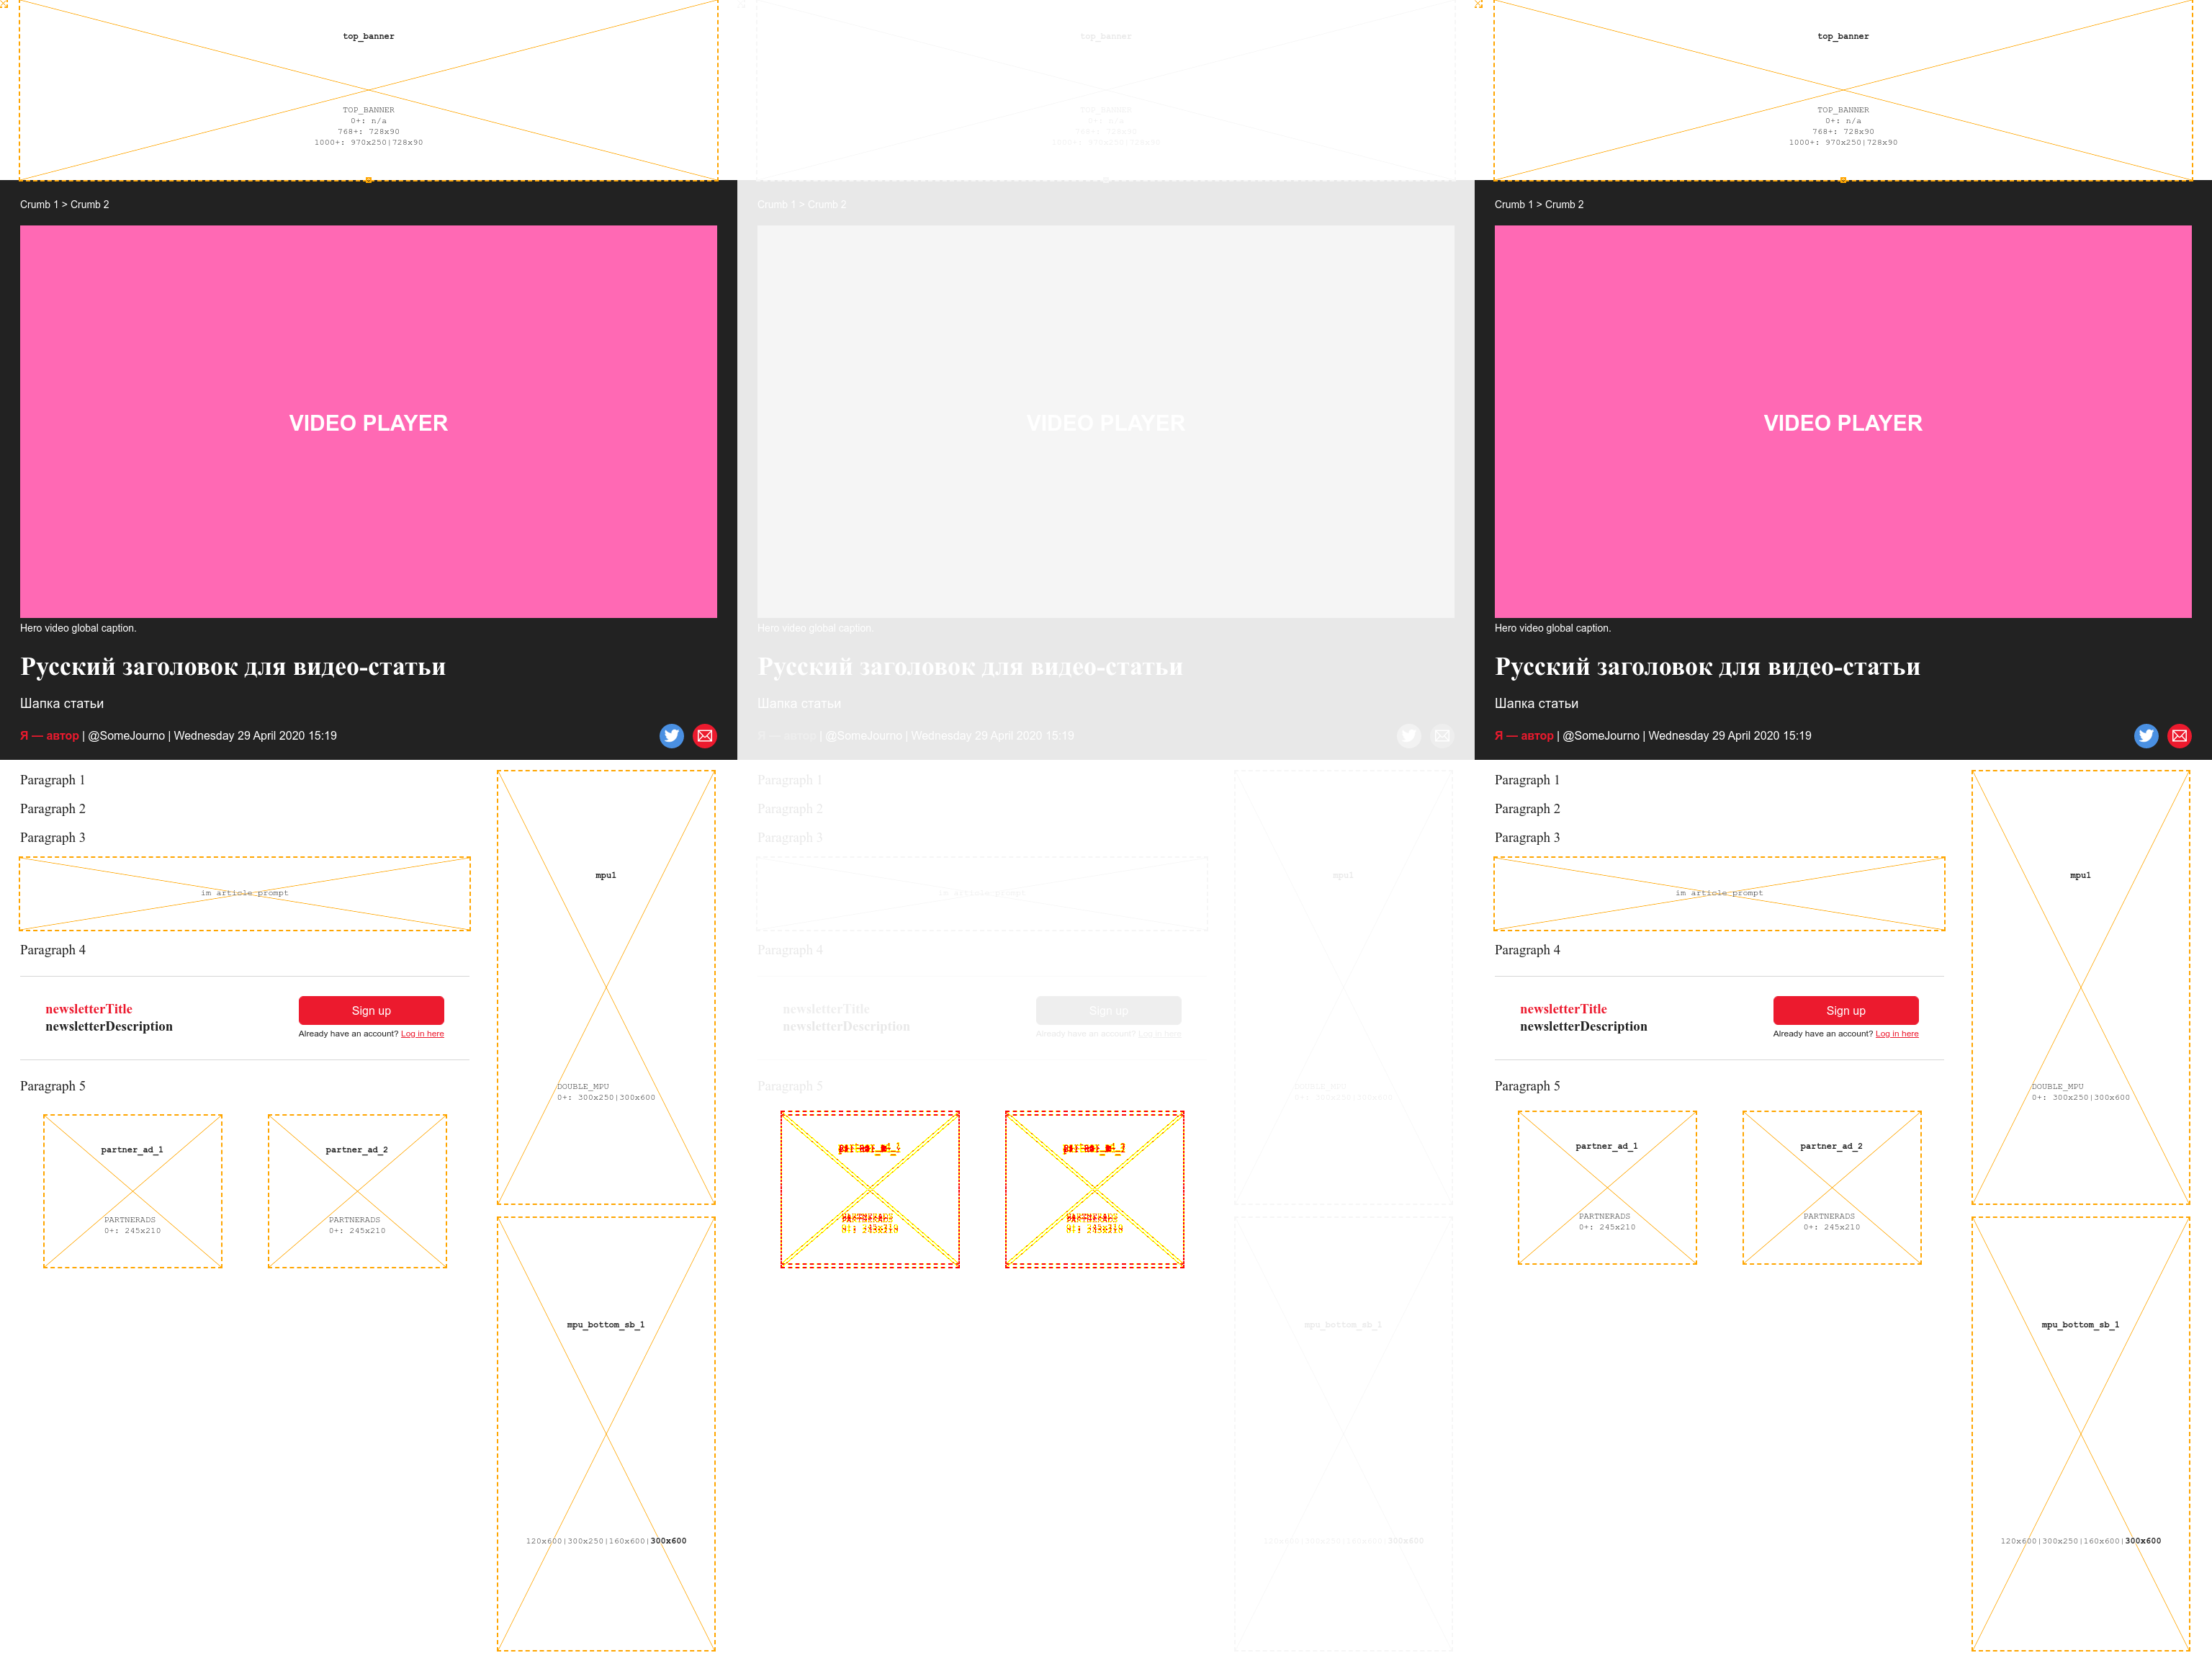 top_banner
TOP_BANNER
0+: n/a
768+: 728x90
1000+: 970x250|728x90
Crumb 1 > Crumb 2
VIDEO PLAYER
Hero video global caption.
Русский заголовок для видео-статьи
Шапка статьи
Я — автор | @SomeJourno | Wednesday 29 April 2020 15:19
Paragraph 1
Paragraph 2
Paragraph 3
im article prompt
Paragraph 4
newsletterTitle
newsletterDescription
Sign up
Already have an account? Log in here
Paragraph 5
partner_ad_1
PARTNERADS
0+: 245x210
partner_ad_2
PARTNERADS
0+: 245x210
mpu1
DOUBLE_MPU
0+: 300x250|300x600
mpu_bottom_sb_1
120x600|300x250|160x600|300x600
top_banner
TOP_BANNER
0+: n/a
768+: 728x90
1000+: 970x250|728x90
Crumb 1 > Crumb 2
VIDEO PLAYER
Hero video global caption.
Русский заголовок для видео-статьи
Шапка статьи
Я — автор | @SomeJourno | Wednesday 29 April 2020 15:19
Paragraph 1
Paragraph 2
Paragraph 3
im article prompt
Paragraph 4
newsletterTitle
newsletterDescription
Sign up
Already have an account? Log in here
Paragraph 5
mpu1
DOUBLE_MPU
0+: 300x250|300x600
mpu_bottom_sb_1
120x600|300x250|160x600|300x600
top_banner
TOP_BANNER
0+: n/a
768+: 728x90
1000+: 970x250|728x90
Crumb 1 > Crumb 2
VIDEO PLAYER
Hero video global caption.
Русский заголовок для видео-статьи
Шапка статьи
Я — автор | @SomeJourno | Wednesday 29 April 2020 15:19
Paragraph 1
Paragraph 2
Paragraph 3
im article prompt
Paragraph 4
newsletterTitle
newsletterDescription
Sign up
Already have an account? Log in here
Paragraph 5
partner_ad_1
PARTNERADS
0+: 245x210
partner_ad_2
PARTNERADS
0+: 245x210
mpu1
DOUBLE_MPU
0+: 300x250|300x600
mpu_bottom_sb_1
120x600|300x250|160x600|300x600